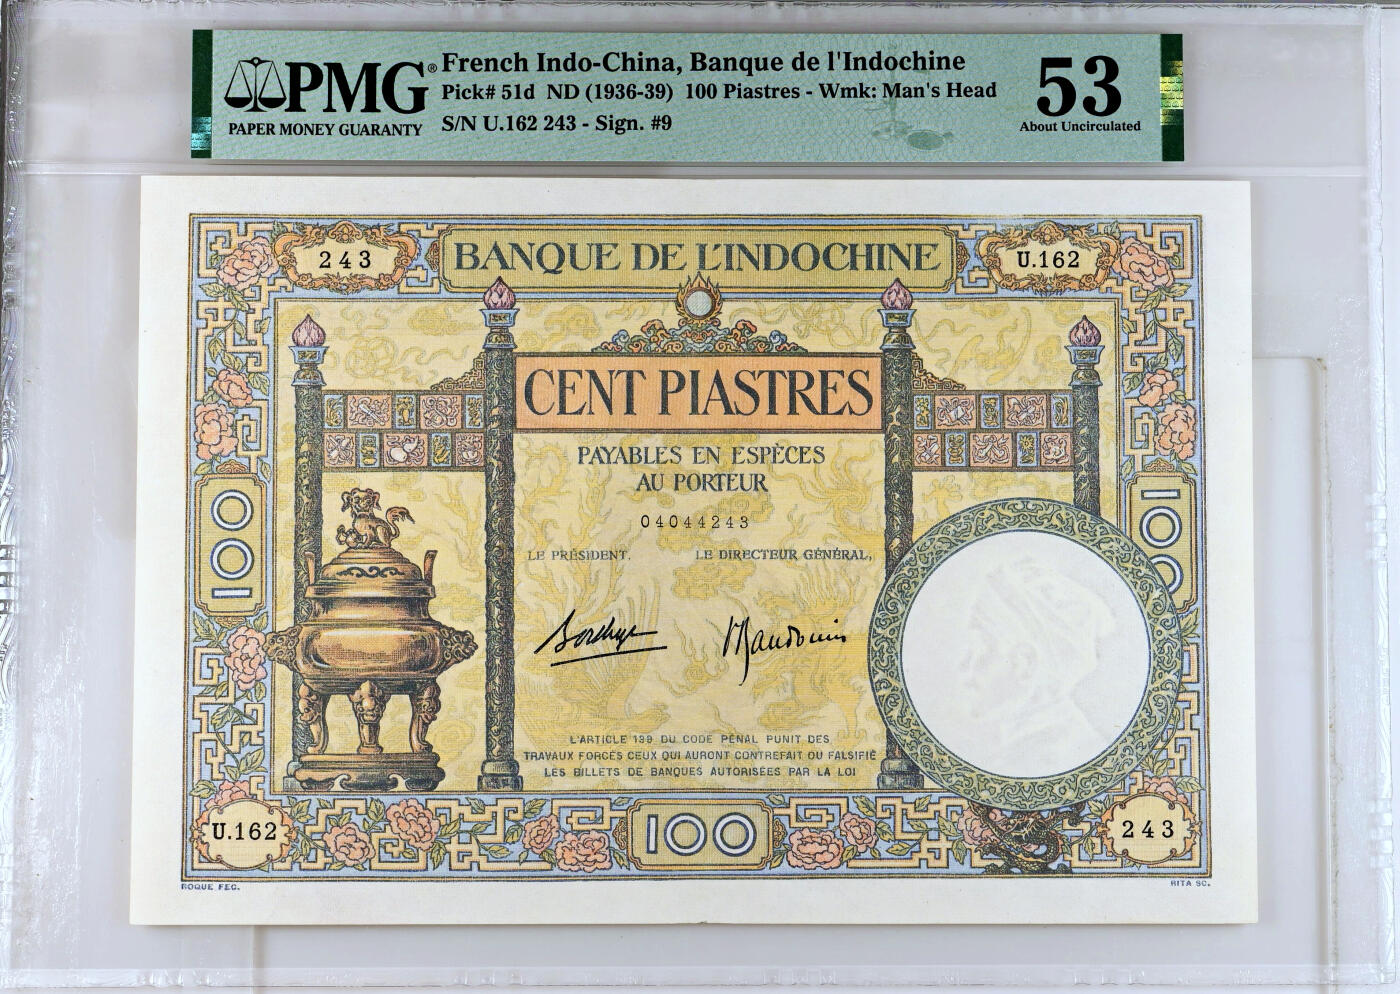 PMG®
PAPER MONEY GUARANTY
French Indo-China, Banque de l'Indochine
Pick# 51d ND (1936-39) 100 Piastres - Wmk: Man's Head
S/N U.162 243 - Sign. #9
53
About Uncirculated
243
BANQUE DE L'INDOCHINE
U.162
CENT PIASTRES
PAYABLES EN ESPÈCES
AU PORTEUR
04044243
LE PRÉSIDENT.
LE DIRECTEUR GÉNÉRAL,
100
100
L'ARTICLE 139 DU CODE PÉNAL PUNIT DES
TRAVAUX FORCÉS CEUX QUI AURONT CONTREFAIT OU FALSIFIÉ
LES BILLETS DE BANQUES AUTORISÉES PAR LA LOI
U.162
100
243
ROQUE FEC.
RITA SC.